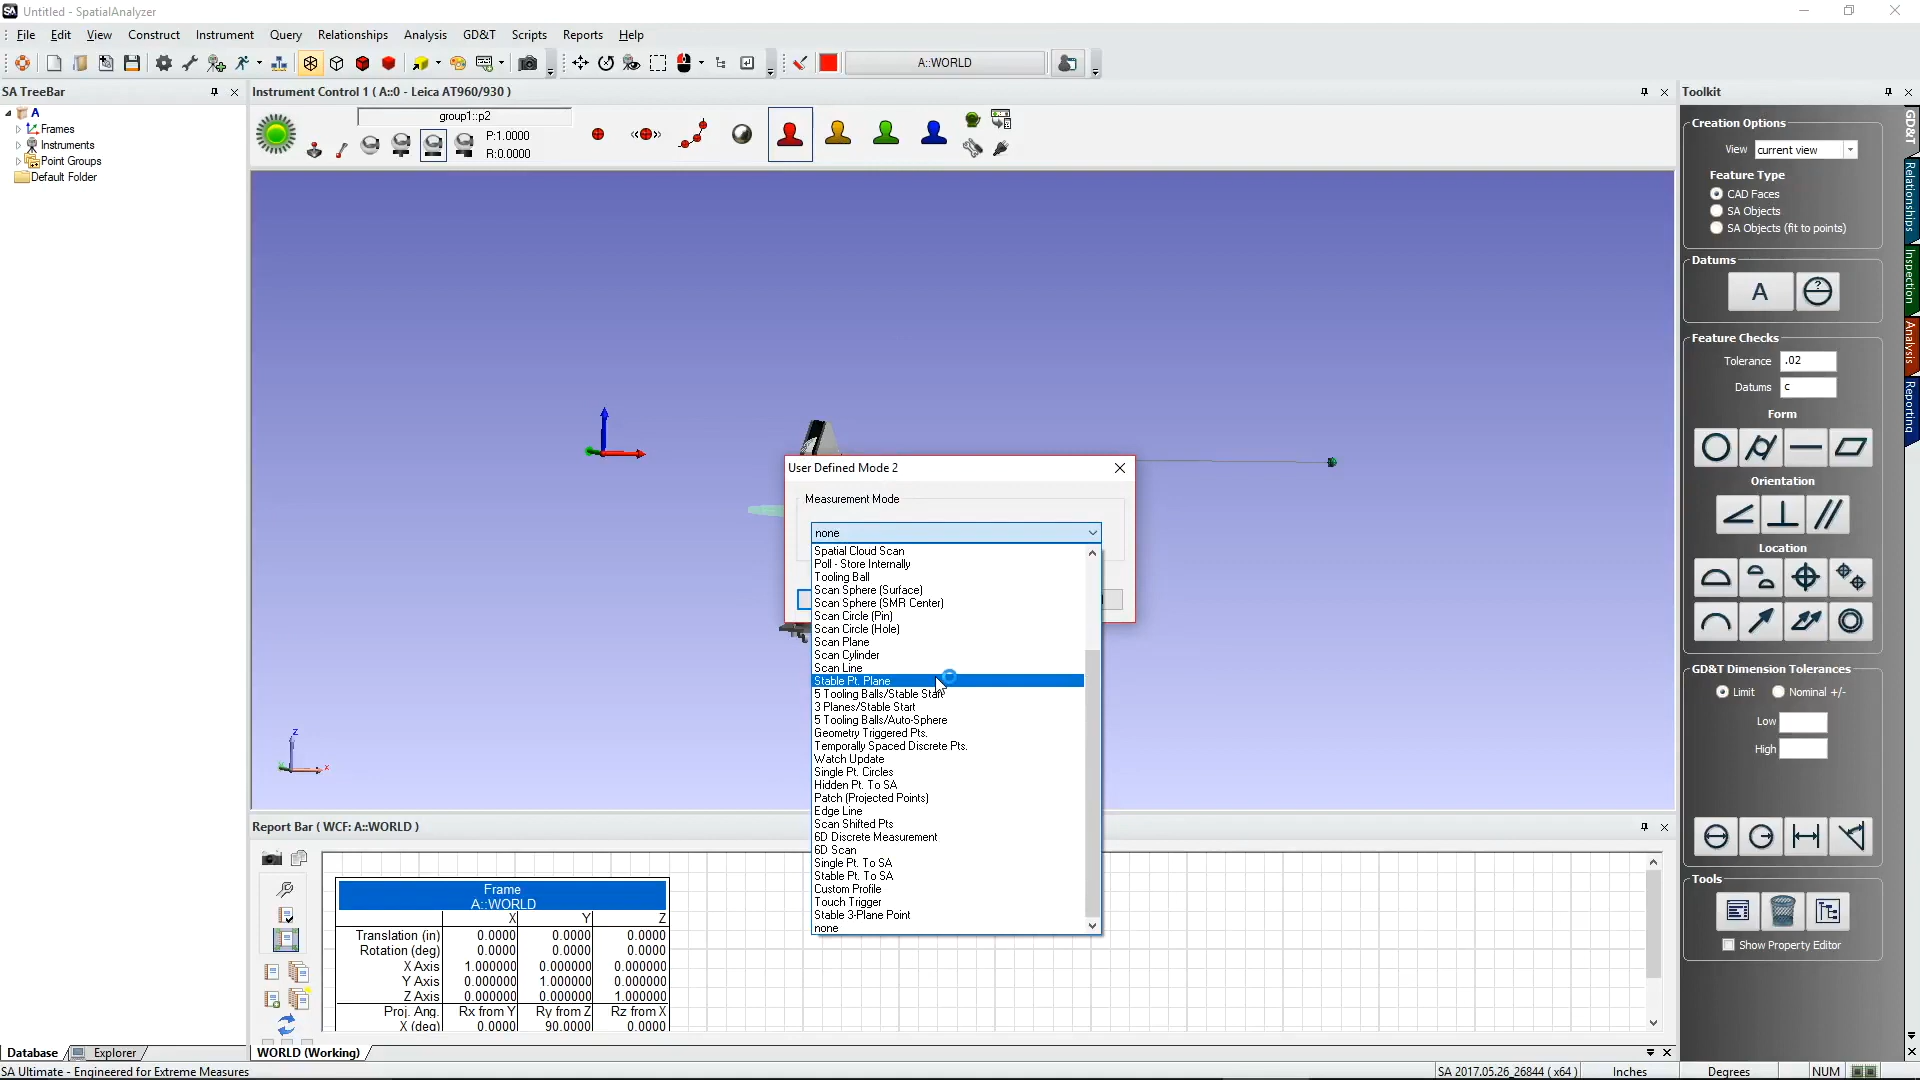 Untitled - SpatialAnalyzer
File Edit View Construct Instrument Query Relationships Analysis GD&T Scripts Reports Help
A::WORLD
SA TreeBar
A
Frames
Instruments
Point Groups
Default Folder
Database
Explorer
Instrument Control 1 ( A::0 - Leica AT960/930 )
group1::p2
P:1.0000
R:0.0000
User Defined Mode 2
Measurement Mode
none
Spatial Cloud Scan
Poll - Store Internally
Tooling Ball
Scan Sphere (Surface)
Scan Sphere (SMR Center)
Scan Circle (Pin)
Scan Circle (Hole)
Scan Plane
Scan Cylinder
Scan Line
Stable Pt. Plane
5 Tooling Balls/Stable Start
3 Planes/Stable Start
5 Tooling Balls/Auto-Sphere
Geometry Triggered Pts.
Temporally Spaced Discrete Pts.
Watch Update
Single Pt. Circles
Hidden Pt. To SA
Patch (Projected Points)
Edge Line
Scan Shifted Pts
6D Discrete Measurement
6D Scan
Single Pt. To SA
Stable Pt. To SA
Custom Profile
Touch Trigger
Stable 3-Plane Point
none
z
x
Report Bar ( WCF: A::WORLD )
Frame
A::WORLD
X Y Z
Translation (in) 0.0000 0.0000 0.0000
Rotation (deg) 0.0000 0.0000 0.0000
X Axis 1.000000 0.000000 0.000000
Y Axis 0.000000 1.000000 0.000000
Z Axis 0.000000 0.000000 1.000000
Proj. Ang. Rx from Y Ry from Z Rz from X
X (deg) 0.0000 90.0000 0.0000
WORLD (Working)
Toolkit
Creation Options
View current view
Feature Type
CAD Faces
SA Objects
SA Objects (fit to points)
Datums
A
Feature Checks
Tolerance .02
Datums c
Form
Orientation
Location
GD&T Dimension Tolerances
Limit Nominal +/-
Low
High
Tools
Show Property Editor
GD&T
Relationships
Inspection
Analysis
Reporting
SA Ultimate - Engineered for Extreme Measures
SA 2017.05.26_26844 ( x64 ) Inches Degrees NUM